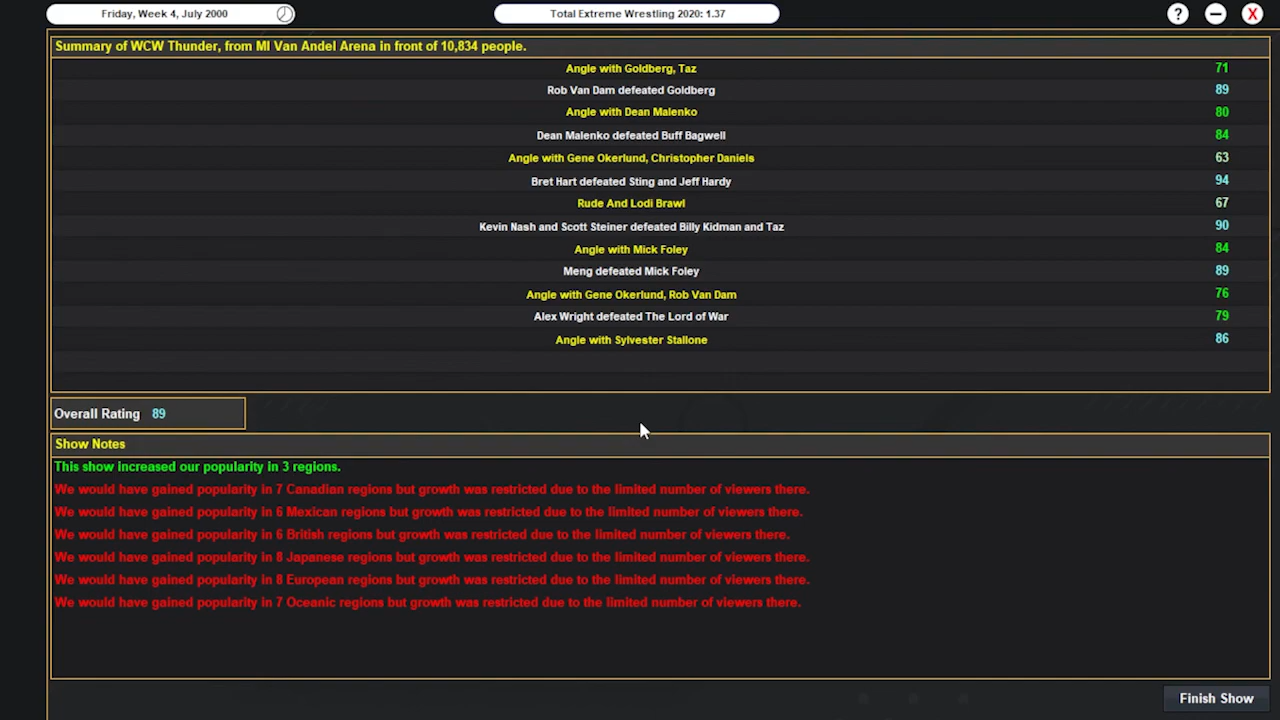 Friday, Week 4, July 2000
Total Extreme Wrestling 2020: 1.37
?
X
Summary of WCW Thunder, from MI Van Andel Arena in front of 10,834 people.
Angle with Goldberg, Taz 71
Rob Van Dam defeated Goldberg 89
Angle with Dean Malenko 80
Dean Malenko defeated Buff Bagwell 84
Angle with Gene Okerlund, Christopher Daniels 63
Bret Hart defeated Sting and Jeff Hardy 94
Rude And Lodi Brawl 67
Kevin Nash and Scott Steiner defeated Billy Kidman and Taz 90
Angle with Mick Foley 84
Meng defeated Mick Foley 89
Angle with Gene Okerlund, Rob Van Dam 76
Alex Wright defeated The Lord of War 79
Angle with Sylvester Stallone 86
Overall Rating 89
Show Notes
This show increased our popularity in 3 regions.
We would have gained popularity in 7 Canadian regions but growth was restricted due to the limited number of viewers there.
We would have gained popularity in 6 Mexican regions but growth was restricted due to the limited number of viewers there.
We would have gained popularity in 6 British regions but growth was restricted due to the limited number of viewers there.
We would have gained popularity in 8 Japanese regions but growth was restricted due to the limited number of viewers there.
We would have gained popularity in 8 European regions but growth was restricted due to the limited number of viewers there.
We would have gained popularity in 7 Oceanic regions but growth was restricted due to the limited number of viewers there.
Finish Show